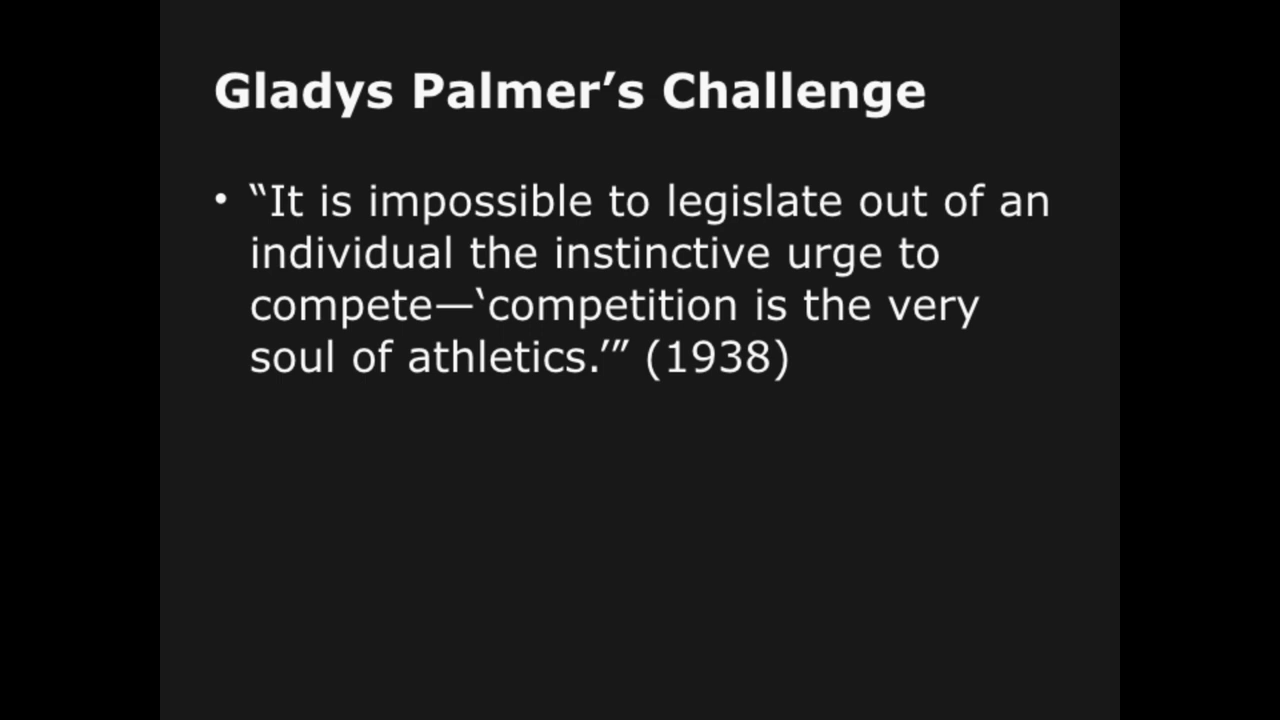 Gladys Palmer’s Challenge
• “It is impossible to legislate out of an
individual the instinctive urge to
compete—‘competition is the very
soul of athletics.’” (1938)